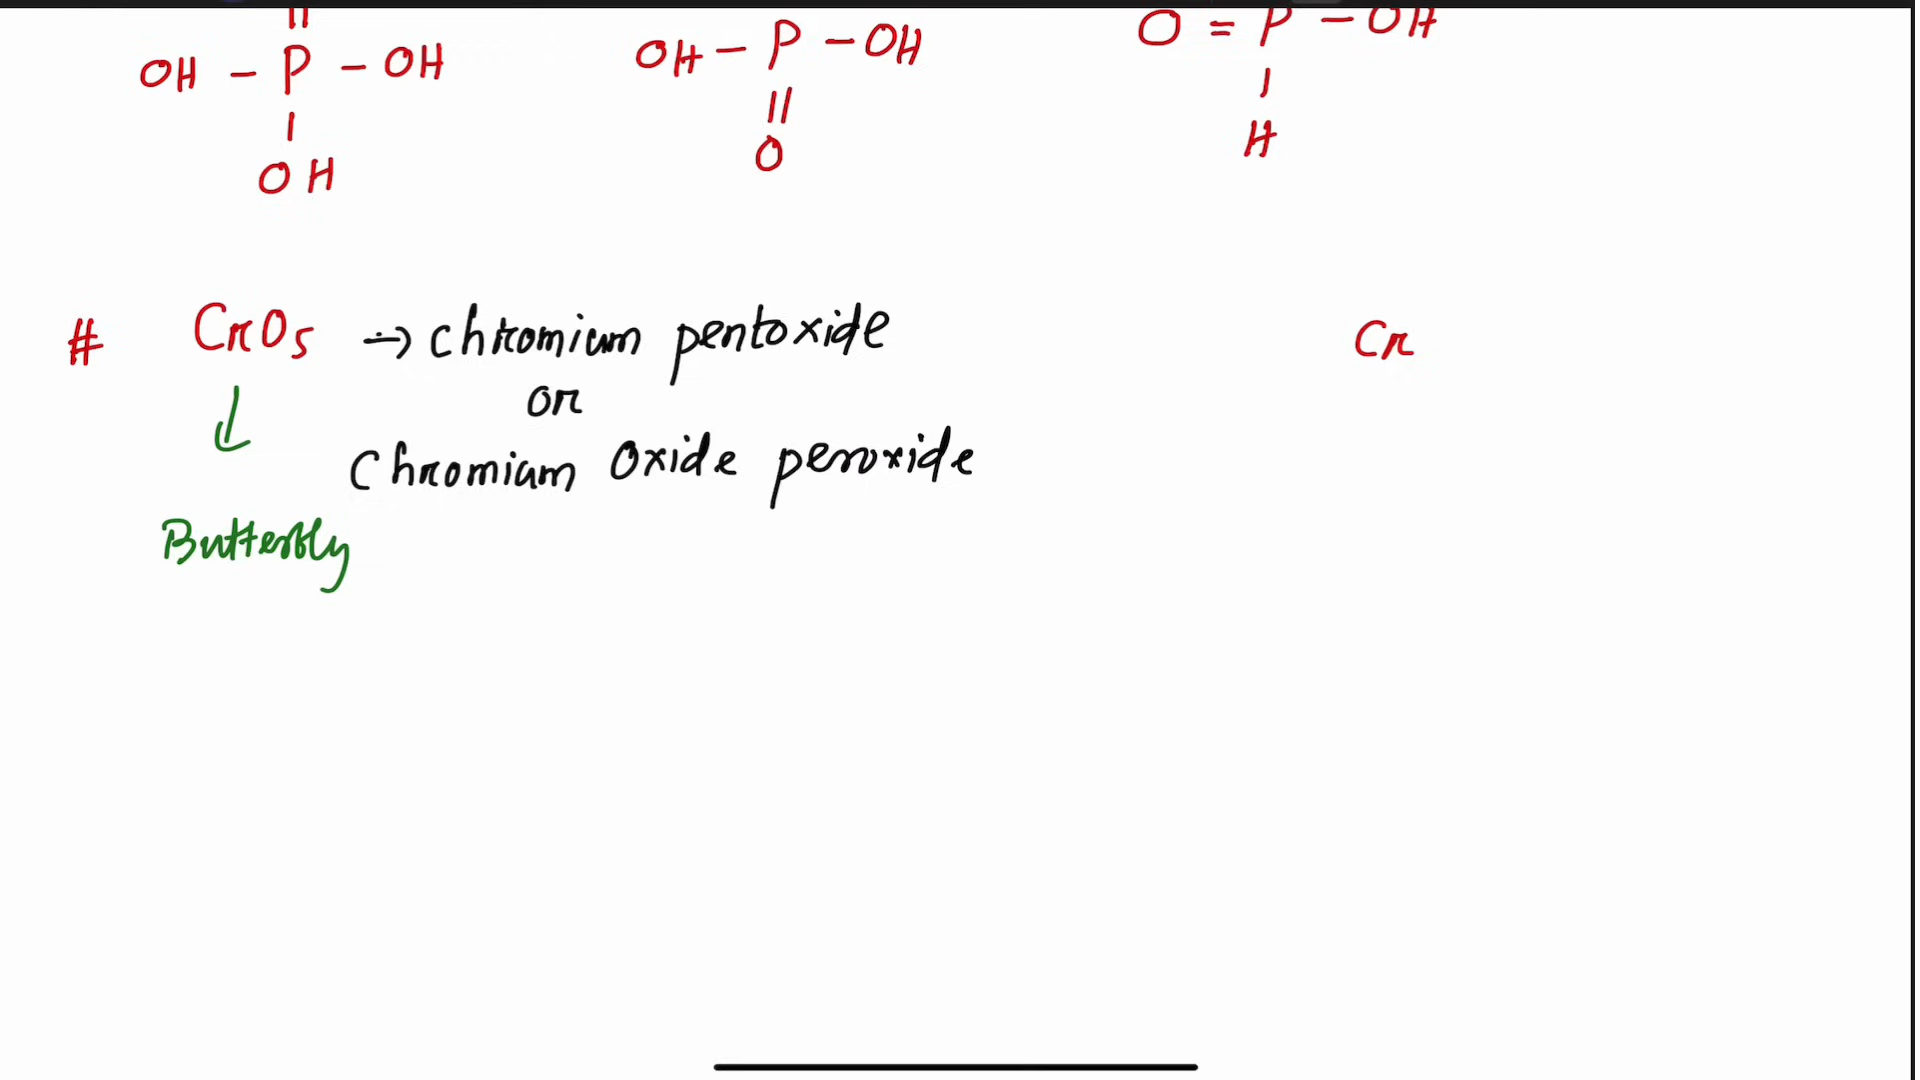 ||
OH - P - OH
|
OH
OH - P - OH
||
O
O = P - OH
|
H
# CrO5 → chromium pentoxide
or
Chromium Oxide peroxide
↓
Butterfly
Cr